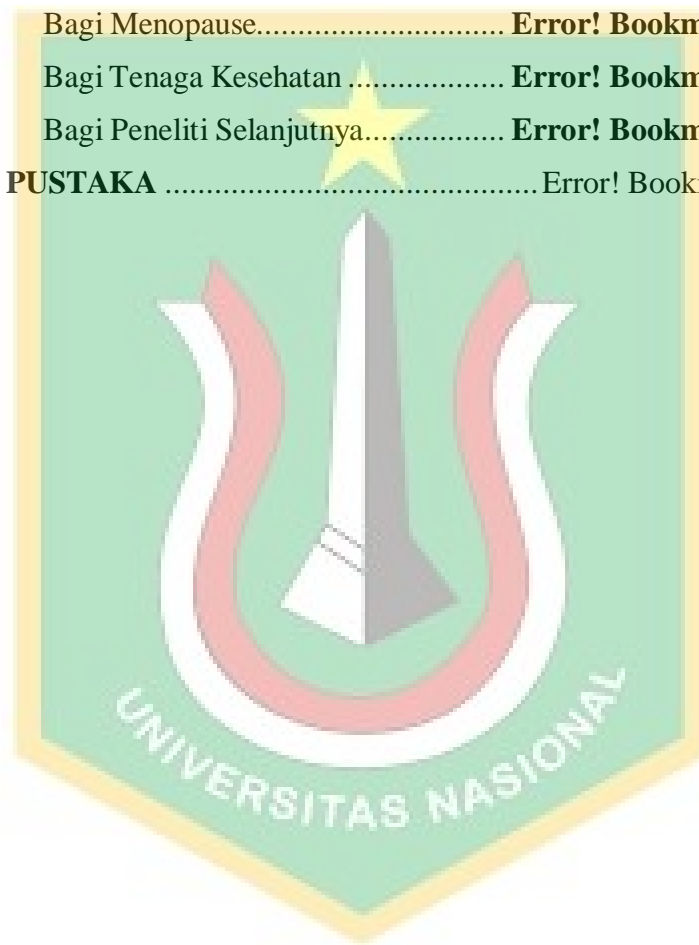 Bagi Menopause............................ Error! Bookm
Bagi Tenaga Kesehatan .................. Error! Bookm
Bagi Peneliti Selanjutnya................ Error! Bookm
PUSTAKA ............................................ Error! Book
UNIVERSITAS NASIONAL